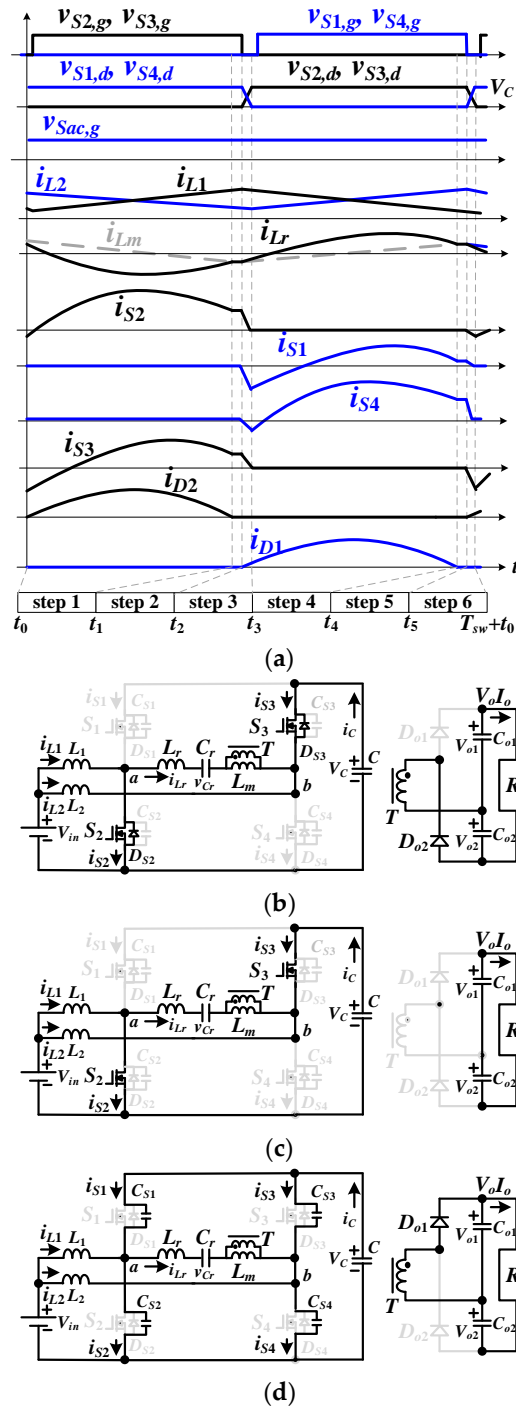 vS2,g, vS3,g vS1,g, vS4,g
vS1,d, vS4,d vS2,d, vS3,d VC
vSac,g
iL2 iL1
iLm iLr
iS2
iS1
iS4
iS3
iD2
iD1 t
step 1 step 2 step 3 step 4 step 5 step 6
t0 t1 t2 t3 t4 t5 Tsw+t0
(a)
iS1 CS1 iS3 VoIo
S1 S3 iC Do1 Co1
iL1 L1 DS1 Lr Cr T DS3 C Vo1
a iLr vCr Lm b VC R
iL2 L2 CS2 CS4 T
Vin S2 S4 Do2 Vo2 Co2
iS2 DS2 iS4 DS4
(b)
iS1 CS1 iS3 CS3 VoIo
S1 S3 iC Do1 Co1
iL1 L1 DS1 Lr Cr T DS3 C Vo1
a iLr vCr Lm b VC R
iL2 L2 CS2 CS4 T
Vin S2 S4 Do2 Vo2 Co2
iS2 DS2 iS4 DS4
(c)
iS1 CS1 iS3 CS3 VoIo
S1 S3 iC Do1 Co1
iL1 L1 DS1 Lr Cr T DS3 C Vo1
a iLr vCr Lm b VC R
iL2 L2 CS2 CS4 T
Vin S2 S4 Do2 Vo2 Co2
iS2 DS2 iS4 DS4
(d)